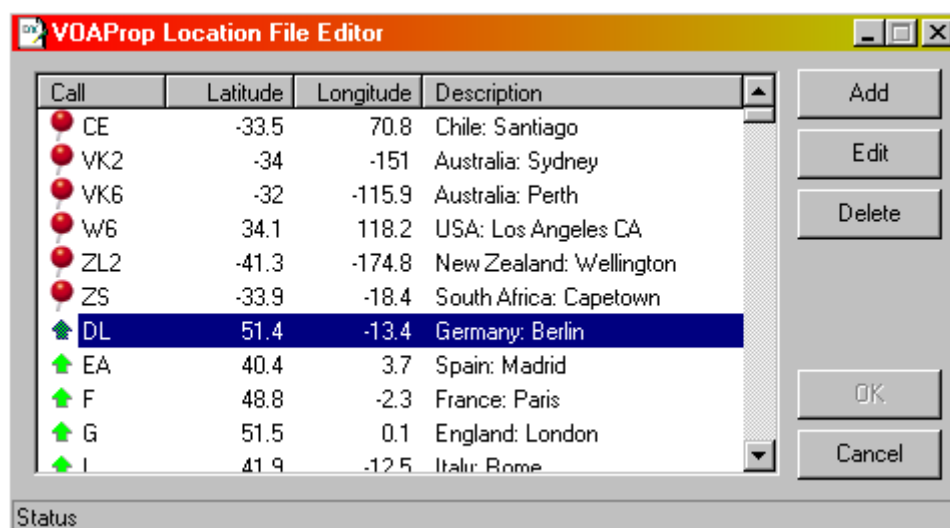 VOAProp Location File Editor
Call Latitude Longitude Description
CE -33.5 70.8 Chile: Santiago
VK2 -34 -151 Australia: Sydney
VK6 -32 -115.9 Australia: Perth
W6 34.1 118.2 USA: Los Angeles CA
ZL2 -41.3 -174.8 New Zealand: Wellington
ZS -33.9 -18.4 South Africa: Capetown
DL 51.4 -13.4 Germany: Berlin
EA 40.4 3.7 Spain: Madrid
F 48.8 -2.3 France: Paris
G 51.5 0.1 England: London
I 41.9 -12.5 Italy: Rome
Add
Edit
Delete
OK
Cancel
Status